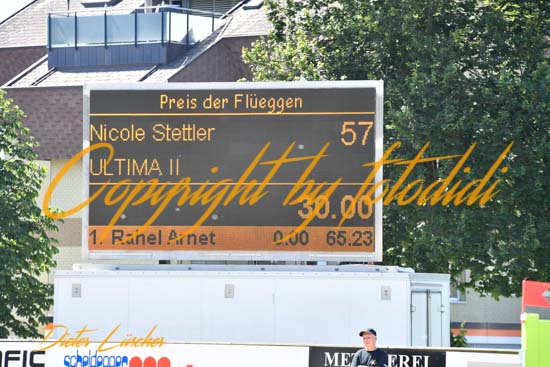 Preis der Flüeggen
Nicole Stettler 57
ULTIMA II
Copyright by fotodidi
30.00
1. Rahel Arnet 0.00 65.23
Dieter Lüscher